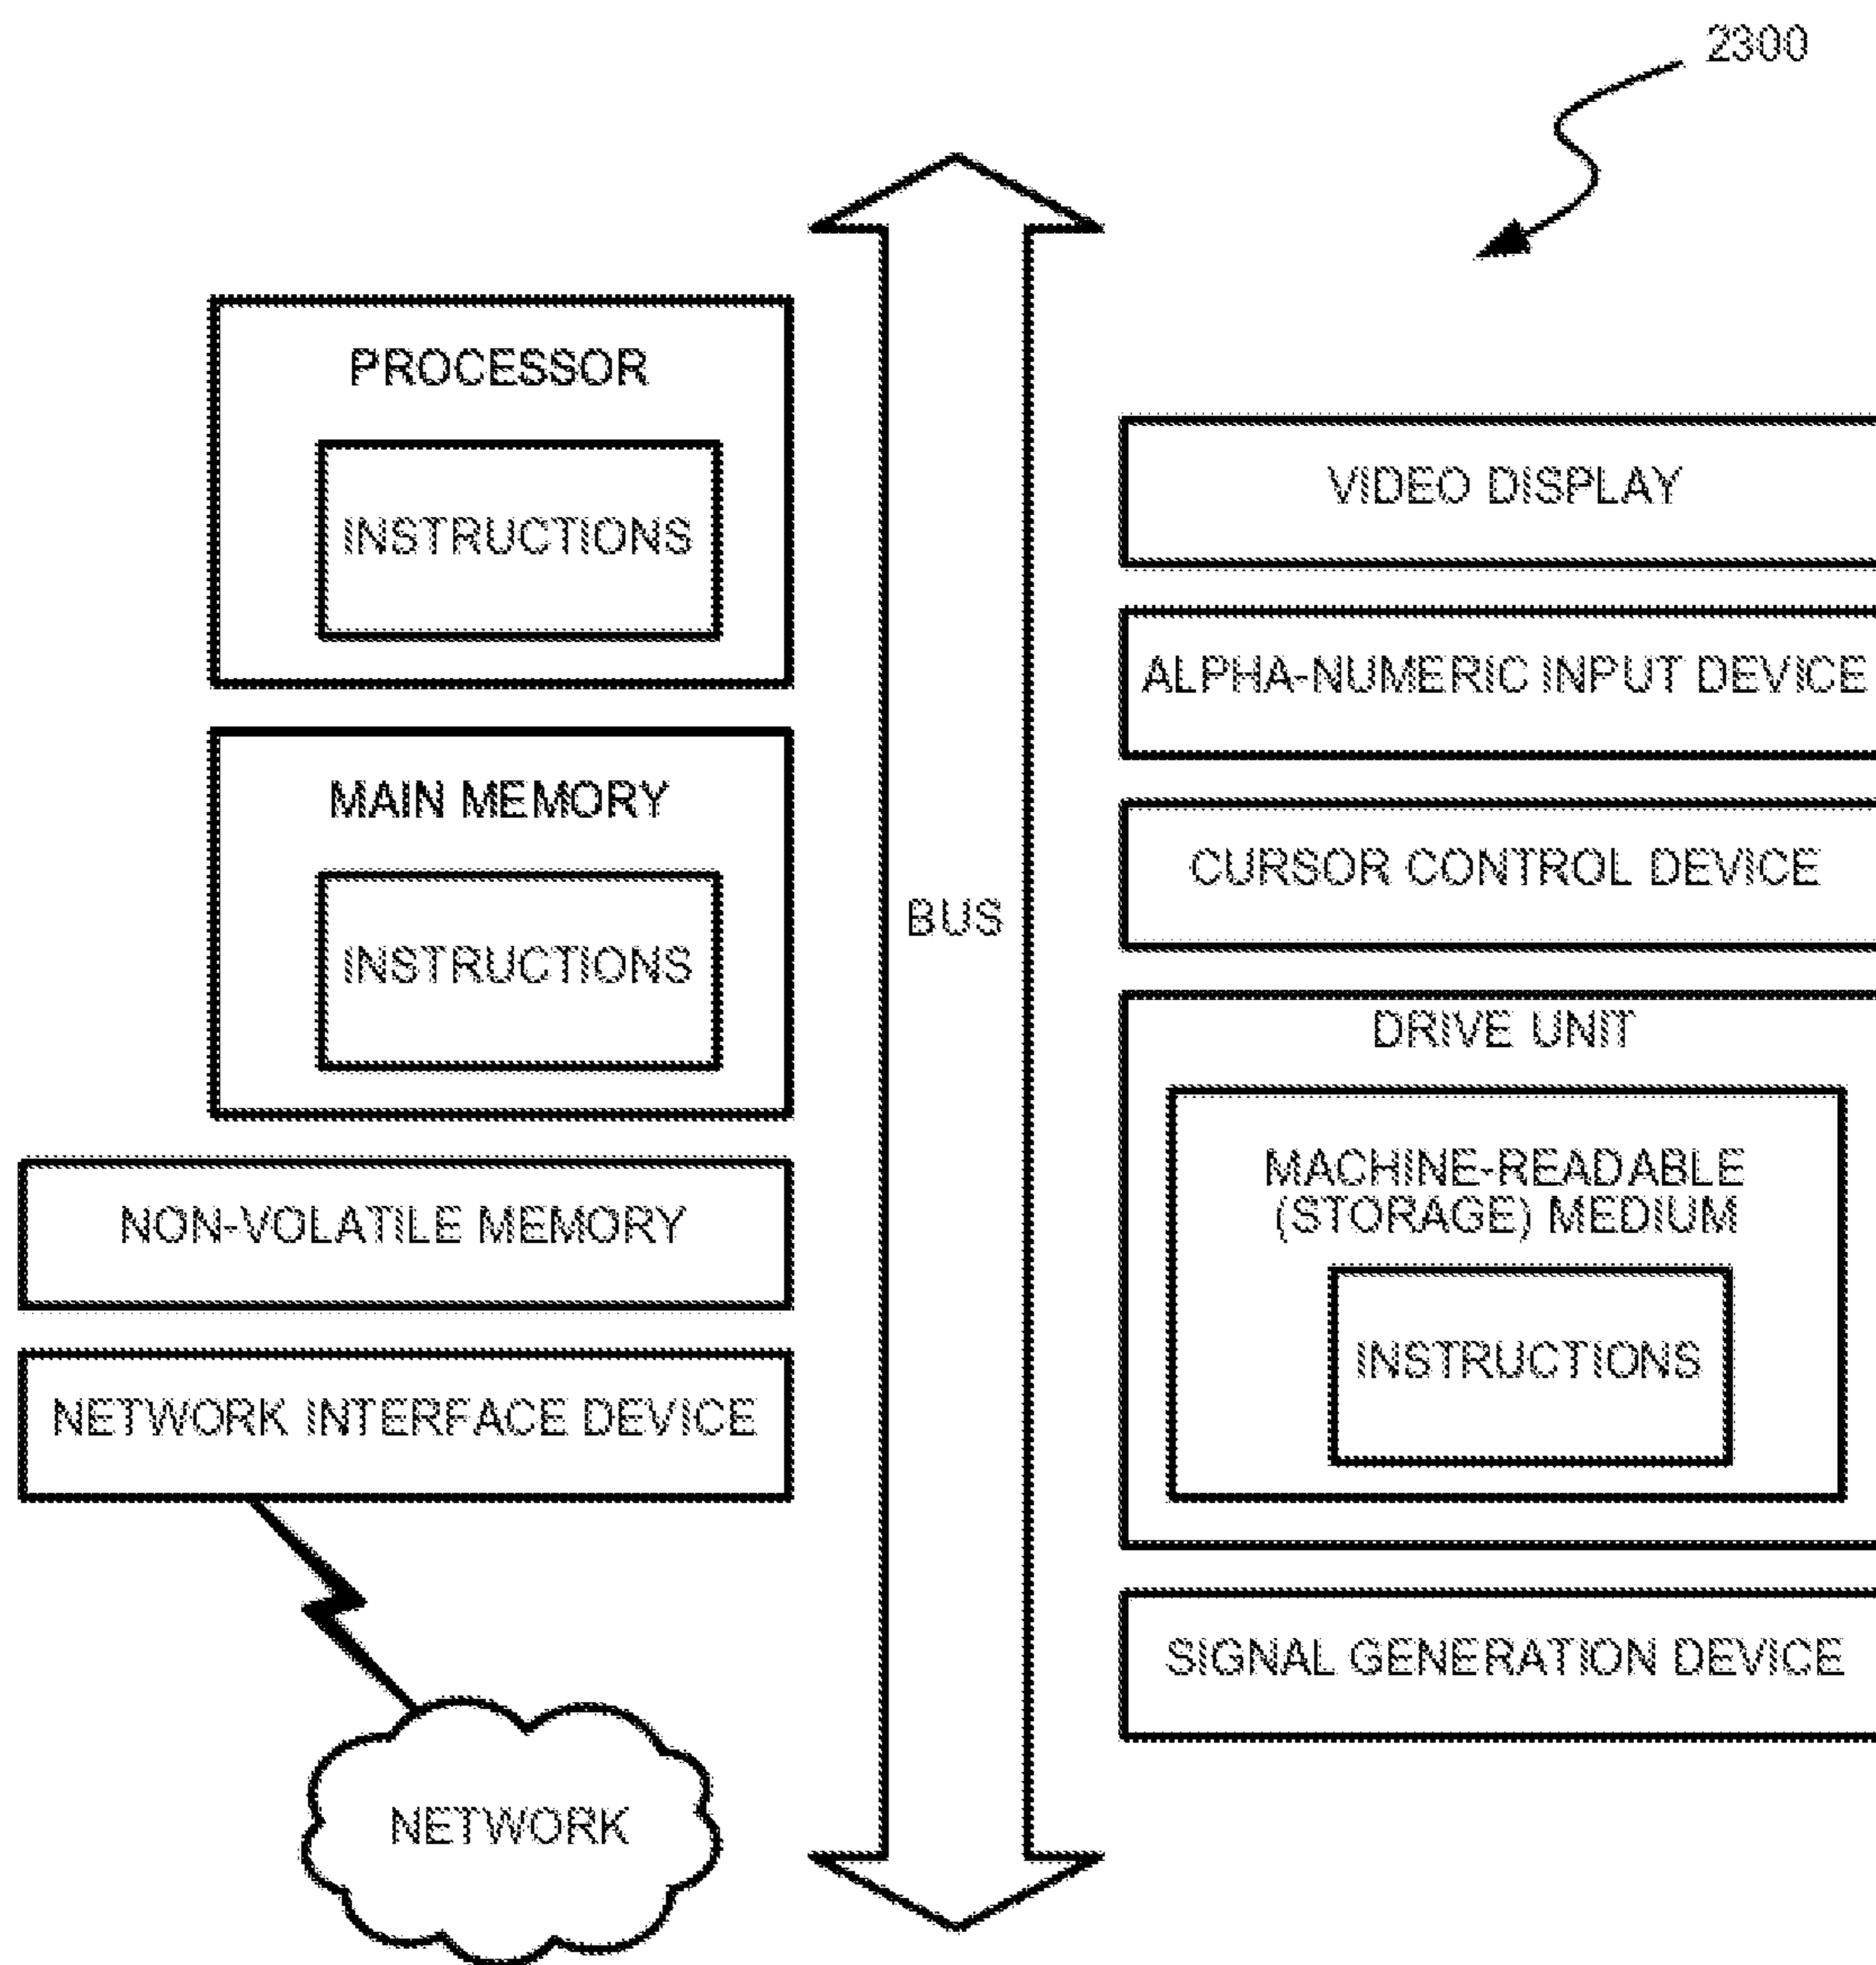 2300
PROCESSOR
INSTRUCTIONS
MAIN MEMORY
INSTRUCTIONS
NON-VOLATILE MEMORY
NETWORK INTERFACE DEVICE
NETWORK
BUS
VIDEO DISPLAY
ALPHA-NUMERIC INPUT DEVICE
CURSOR CONTROL DEVICE
DRIVE UNIT
MACHINE-READABLE
(STORAGE) MEDIUM
INSTRUCTIONS
SIGNAL GENERATION DEVICE